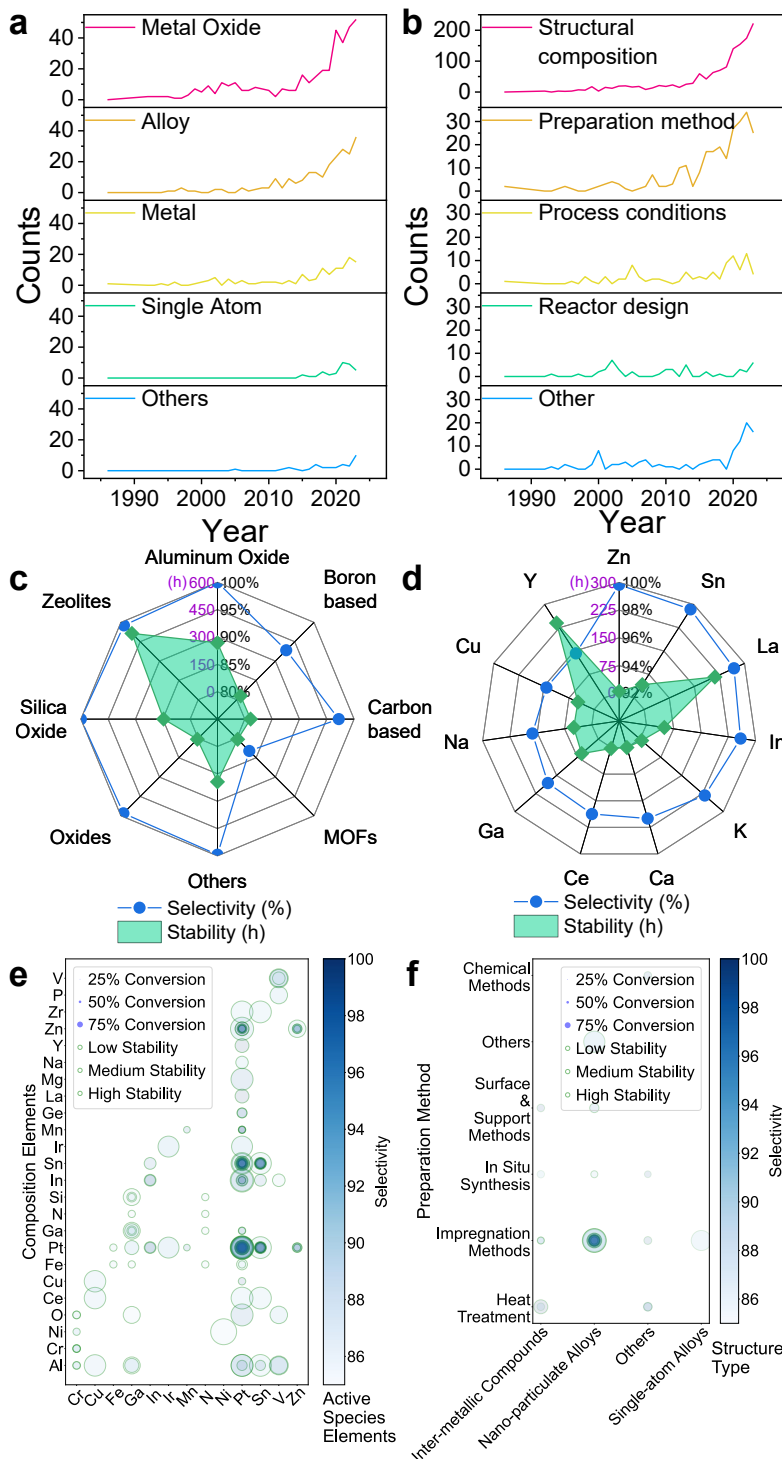 a
Metal Oxide
40
20
0
Alloy
40
20
0
Metal
40
20
0
Single Atom
40
20
0
Others
40
20
0
Counts
1990
2000
2010
2020
Year
b
Structural
composition
200
100
0
Preparation method
30
20
10
0
Process conditions
30
20
10
0
Reactor design
30
20
10
0
Other
30
20
10
0
Counts
1990
2000
2010
2020
Year
c
Aluminum Oxide
(h) 600 100%
450 95%
300 90%
150 85%
0 80%
Boron
based
Carbon
based
MOFs
Others
Oxides
Silica
Oxide
Zeolites
Selectivity (%)
Stability (h)
d
Zn
(h) 300 100%
225 98%
150 96%
75 94%
0 92%
Sn
La
In
K
Ca
Ce
Ga
Na
Cu
Y
Selectivity (%)
Stability (h)
e
25% Conversion
50% Conversion
75% Conversion
Low Stability
Medium Stability
High Stability
Composition Elements
V
P
Zr
Zn
Y
Na
Mg
La
Ge
Mn
Ir
Sn
In
Si
N
Ga
Pt
Fe
Cu
Ce
O
Ni
Cr
Al
Cr
Cu
Fe
Ga
In
Ir
Mn
N
Ni
Pt
Sn
V
Zn
Active
Species
Elements
100
98
96
94
92
90
88
86
Selectivity
f
25% Conversion
50% Conversion
75% Conversion
Low Stability
Medium Stability
High Stability
Preparation Method
Chemical
Methods
Others
Surface
&
Support
Methods
In Situ
Synthesis
Impregnation
Methods
Heat
Treatment
Inter-metallic Compounds
Nano-particulate Alloys
Others
Single-atom Alloys
Structure
Type
100
98
96
94
92
90
88
86
Selectivity